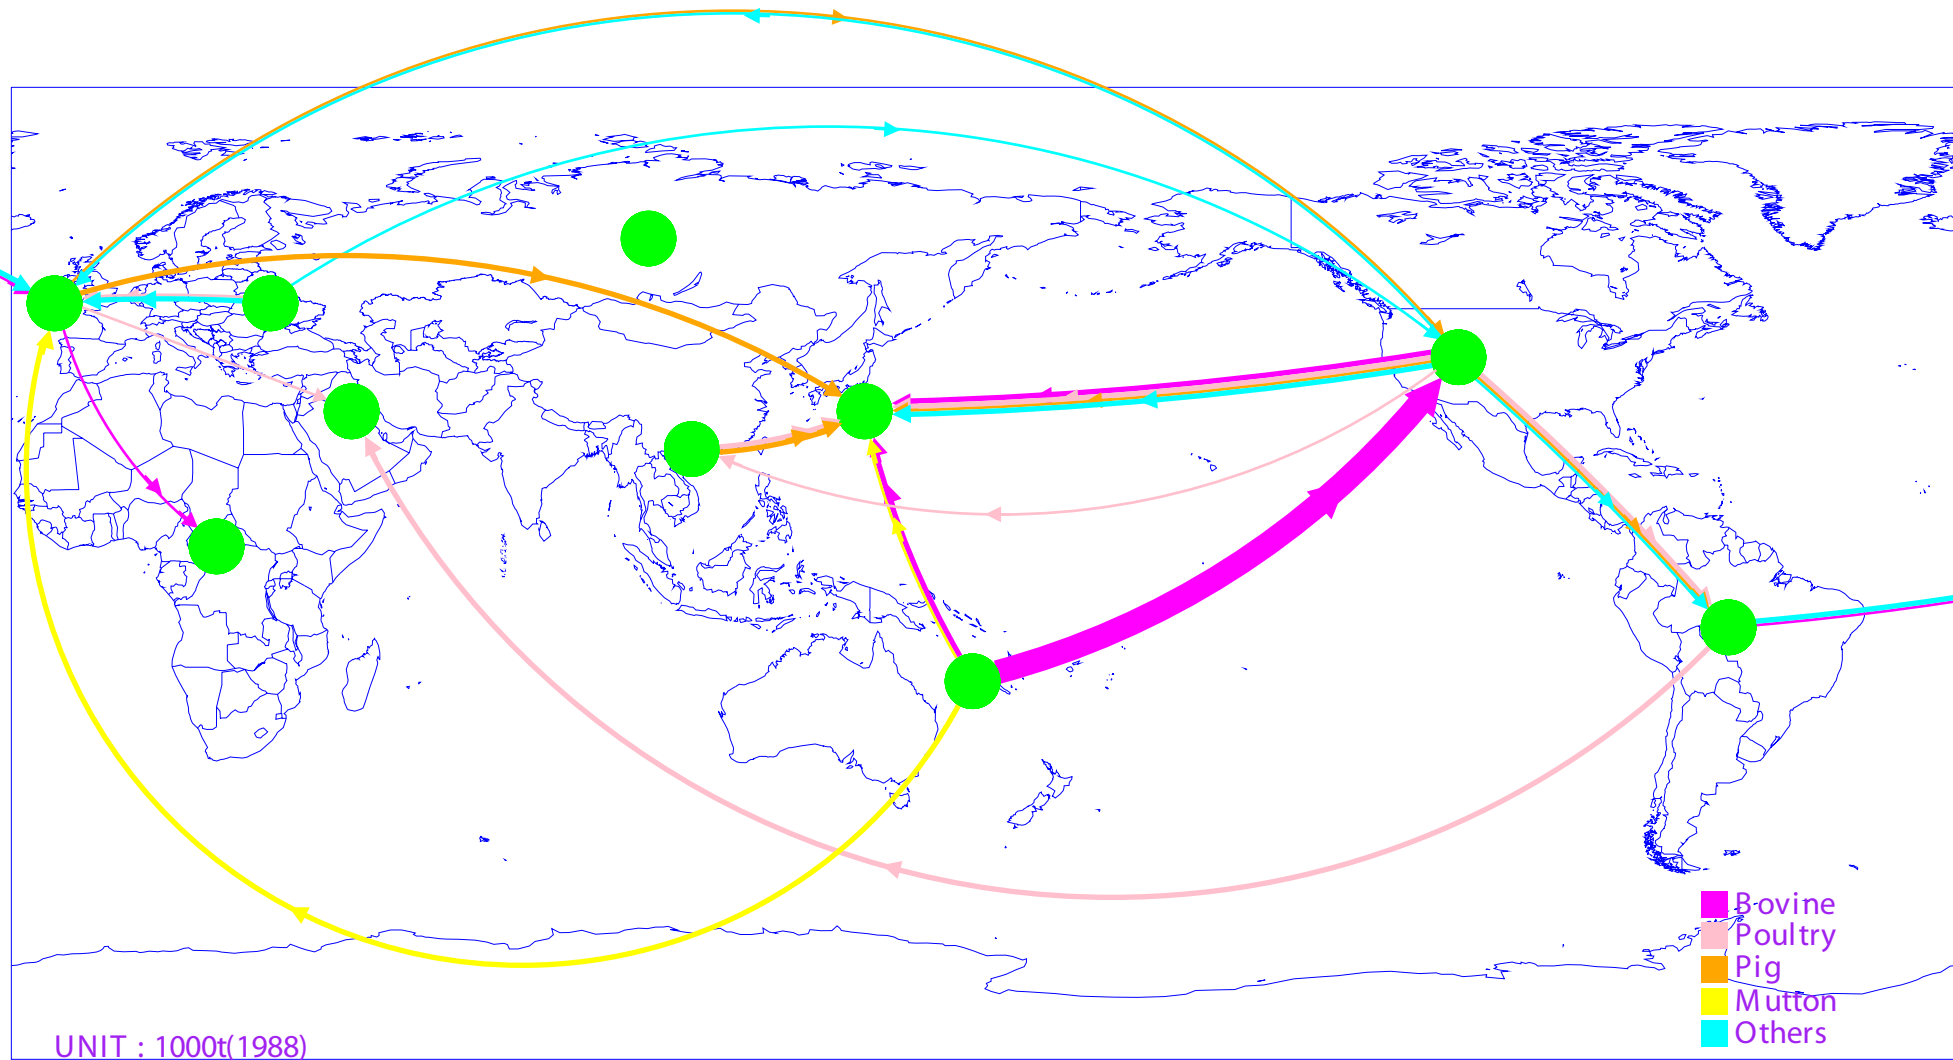 Bovine
Poultry
Pig
Mutton
Others
UNIT : 1000t(1988)